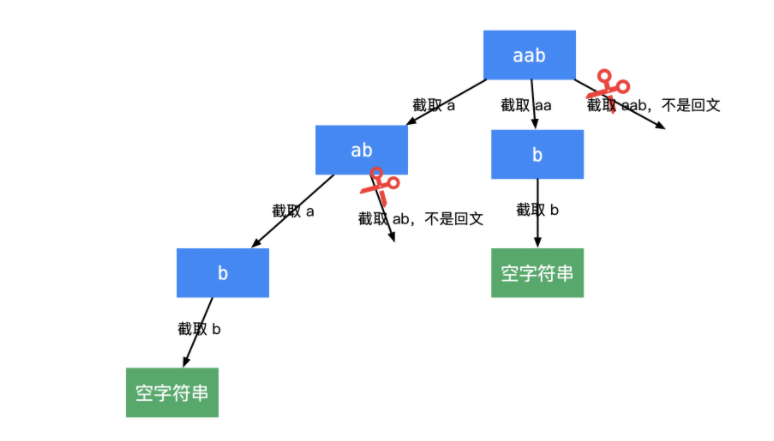 aab
截取 a
截取 aa
截取 aab，不是回文
ab
b
截取 a
截取 ab，不是回文
截取 b
b
空字符串
截取 b
空字符串